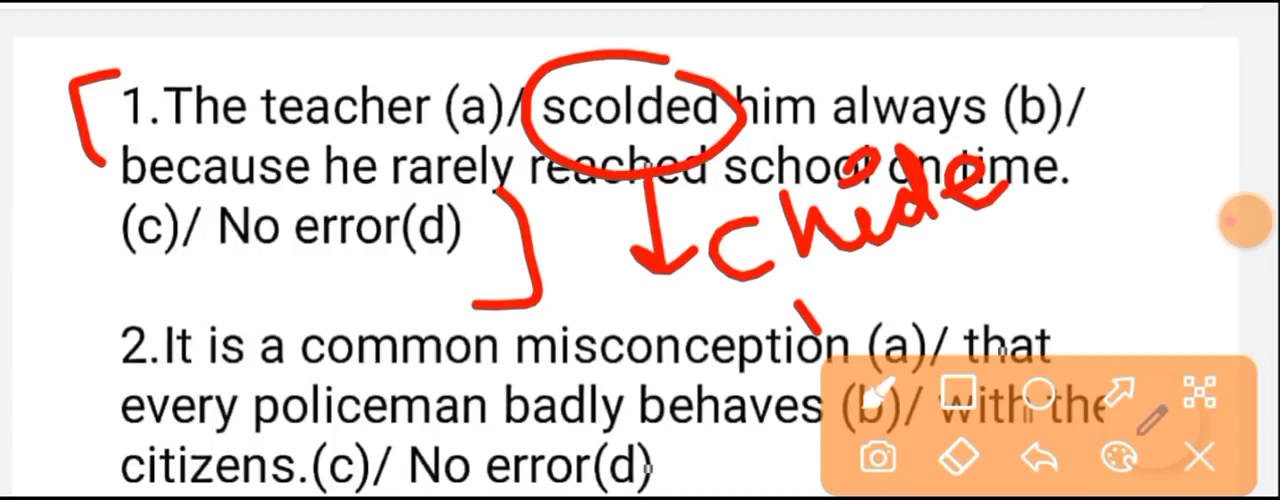 1.The teacher (a)/ scolded him always (b)/
because he rarely reached school on time.
(c)/ No error(d)
chide
2.It is a common misconception (a)/ that
every policeman badly behaves (b)/ with the
citizens.(c)/ No error(d)